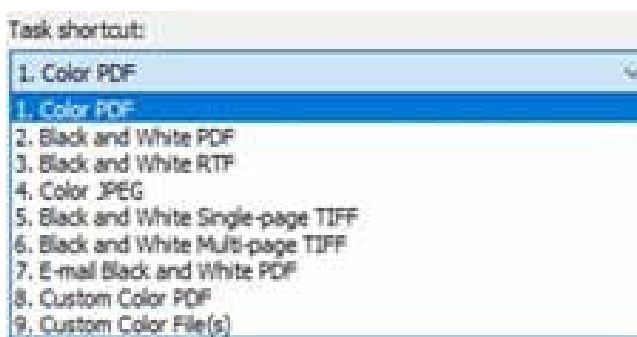 Task shortcut:
1. Color PDF
1. Color PDF
2. Black and White PDF
3. Black and White RTF
4. Color JPEG
5. Black and White Single-page TIFF
6. Black and White Multi-page TIFF
7. E-mail Black and White PDF
8. Custom Color PDF
9. Custom Color File(s)